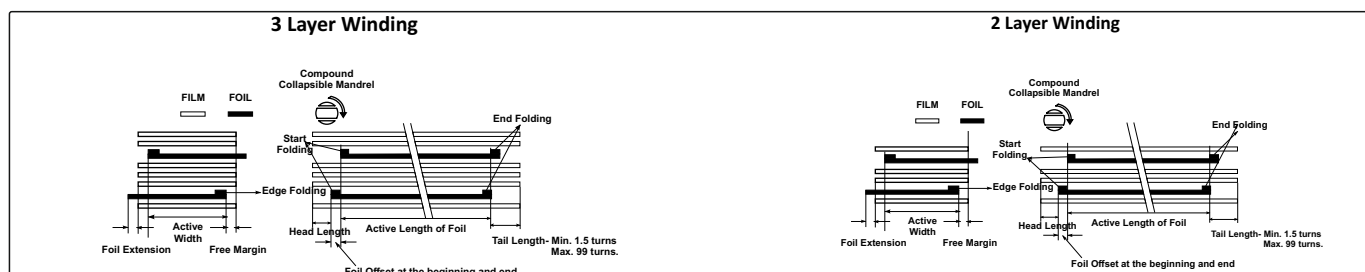 3 Layer Winding
Compound
Collapsible Mandrel
FILM FOIL
Start
Folding
End Folding
Edge Folding
Head Length
Active Length of Foil
Active
Width
Foil Extension
Free Margin
Tail Length- Min. 1.5 turns
Max. 99 turns.
Foil Offset at the beginning and end
2 Layer Winding
Compound
Collapsible Mandrel
FILM FOIL
Start
Folding
End Folding
Edge Folding
Head Length
Active Length of Foil
Active
Width
Foil Extension
Free Margin
Tail Length- Min. 1.5 turns
Max. 99 turns.
Foil Offset at the beginning and end